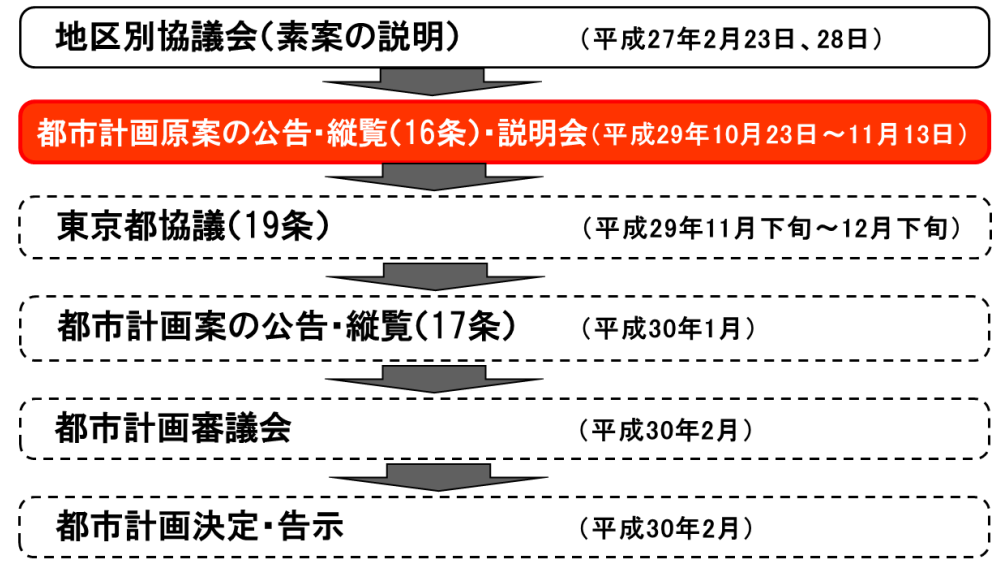 地区別協議会(素案の説明) (平成27年2月23日、28日)
都市計画原案の公告・縦覧(16条)・説明会(平成29年10月23日～11月13日)
東京都協議(19条) (平成29年11月下旬～12月下旬)
都市計画案の公告・縦覧(17条) (平成30年1月)
都市計画審議会 (平成30年2月)
都市計画決定・告示 (平成30年2月)